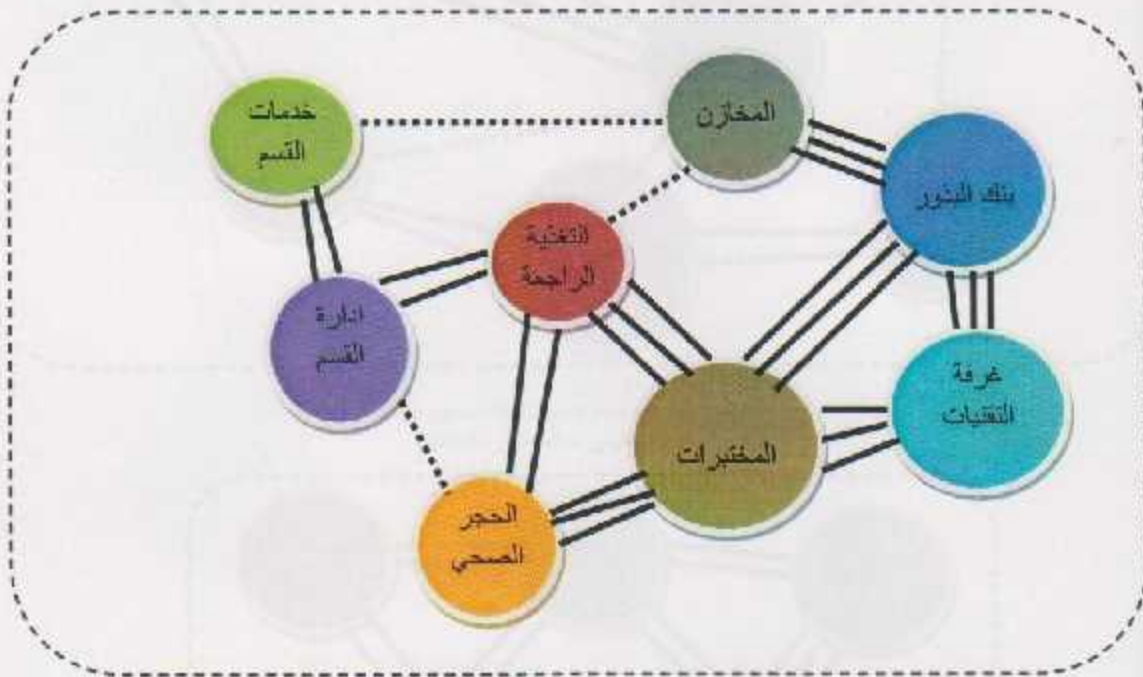 خدمات
القسم
المخازن
بنك البذور
التغذية
الراجعة
ادارة
القسم
غرفة
التقنيات
المختبرات
الحجر
الصحي